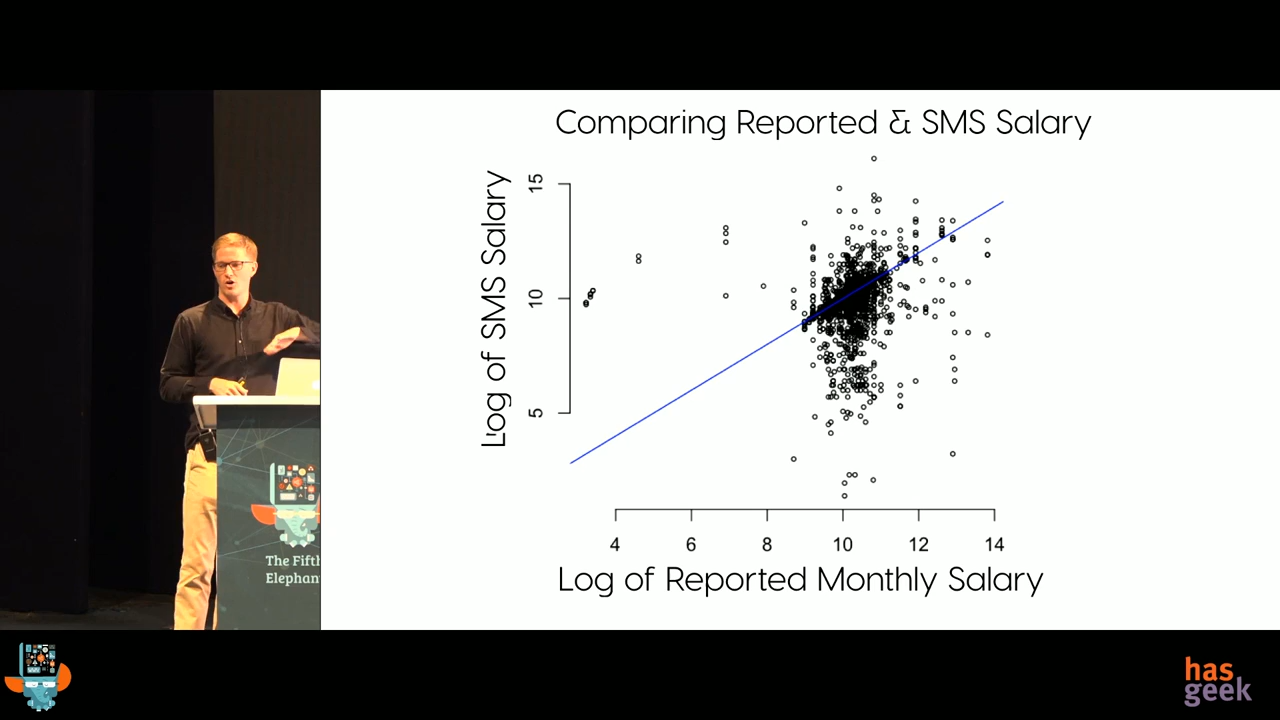 Comparing Reported & SMS Salary
Log of SMS Salary
15
10
5
4 6 8 10 12 14
Log of Reported Monthly Salary
The Fifth
Elephan
has
geek